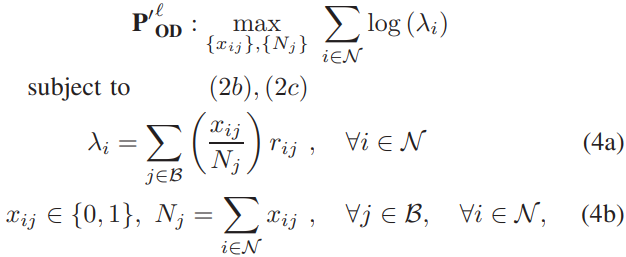 P′ℓ_OD : max_{{x_ij},{N_j}} ∑_{i∈𝒩} log (λ_i)
subject to (2b), (2c)
λ_i = ∑_{j∈ℬ} (x_ij / N_j) r_ij , ∀i ∈ 𝒩 (4a)
x_ij ∈ {0, 1}, N_j = ∑_{i∈𝒩} x_ij , ∀j ∈ ℬ, ∀i ∈ 𝒩, (4b)